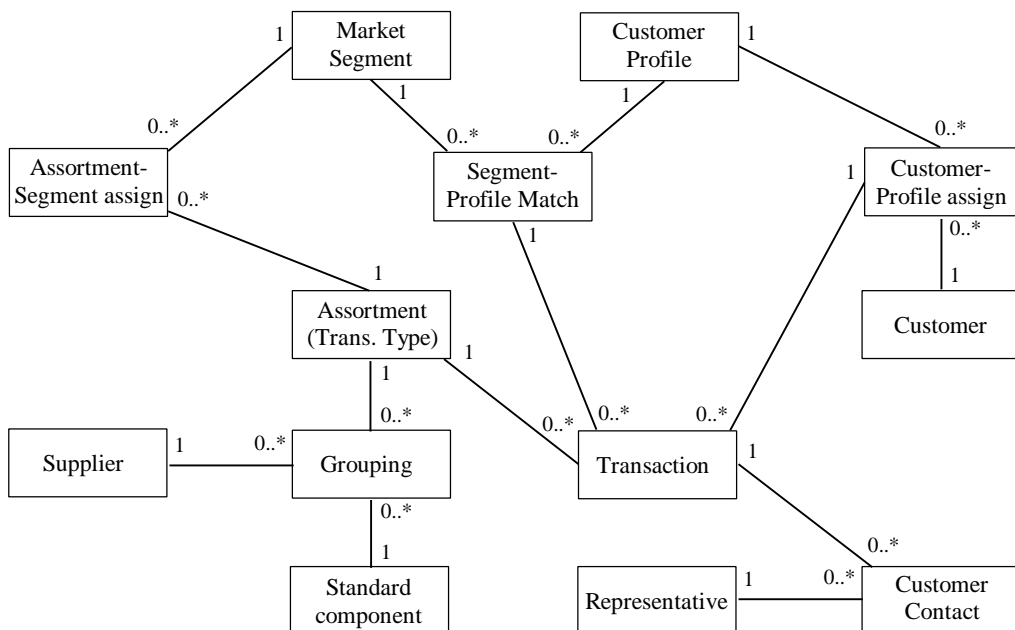 Market
Segment
Customer
Profile
1
1
1
1
0..*
0..*
0..*
0..*
Assortment-
Segment assign
Segment-
Profile Match
Customer-
Profile assign
0..*
1
1
0..*
1
1
Assortment
(Trans. Type)
Customer
1
1
0..*
0..*
0..*
0..*
Supplier
1
0..*
Grouping
Transaction
1
0..*
1
0..*
Standard
component
Representative
1
0..*
Customer
Contact